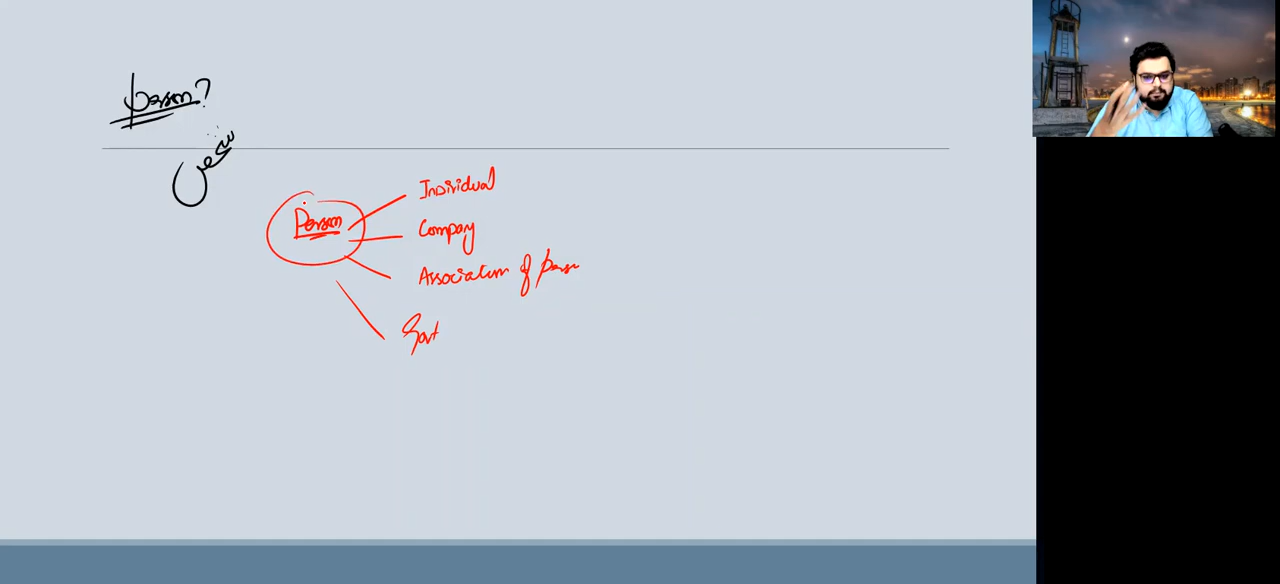 person?
شخص
Person
Individual
Company
Association of person
Govt